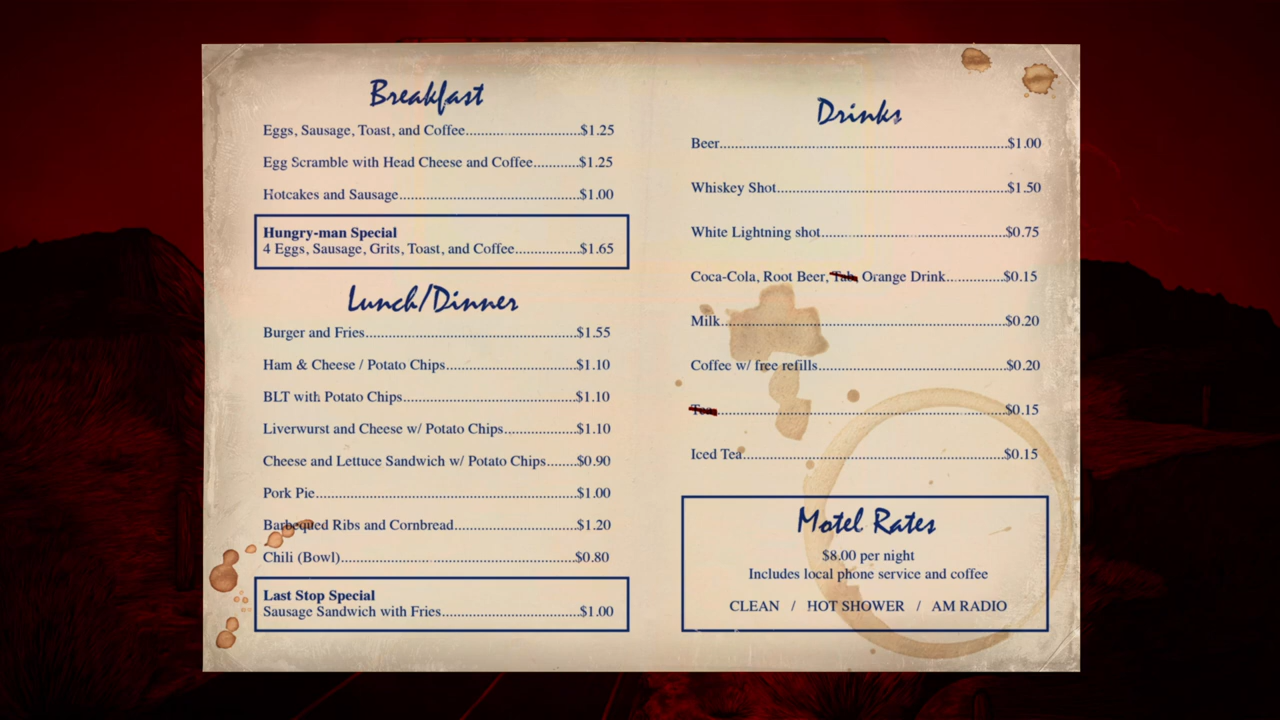 Breakfast
Eggs, Sausage, Toast, and Coffee..............................$1.25
Egg Scramble with Head Cheese and Coffee............$1.25
Hotcakes and Sausage................................................$1.00
Hungry-man Special
4 Eggs, Sausage, Grits, Toast, and Coffee.................$1.65
Lunch/Dinner
Burger and Fries.........................................................$1.55
Ham & Cheese / Potato Chips...................................$1.10
BLT with Potato Chips..............................................$1.10
Liverwurst and Cheese w/ Potato Chips...................$1.10
Cheese and Lettuce Sandwich w/ Potato Chips........$0.90
Pork Pie......................................................................$1.00
Barbequed Ribs and Cornbread................................$1.20
Chili (Bowl)..............................................................$0.80
Last Stop Special
Sausage Sandwich with Fries....................................$1.00
Drinks
Beer............................................................................$1.00
Whiskey Shot.............................................................$1.50
White Lightning shot.................................................$0.75
Coca-Cola, Root Beer, Tab, Orange Drink...............$0.15
Milk............................................................................$0.20
Coffee w/ free refills..................................................$0.20
Tea..............................................................................$0.15
Iced Tea......................................................................$0.15
Motel Rates
$8.00 per night
Includes local phone service and coffee
CLEAN / HOT SHOWER / AM RADIO